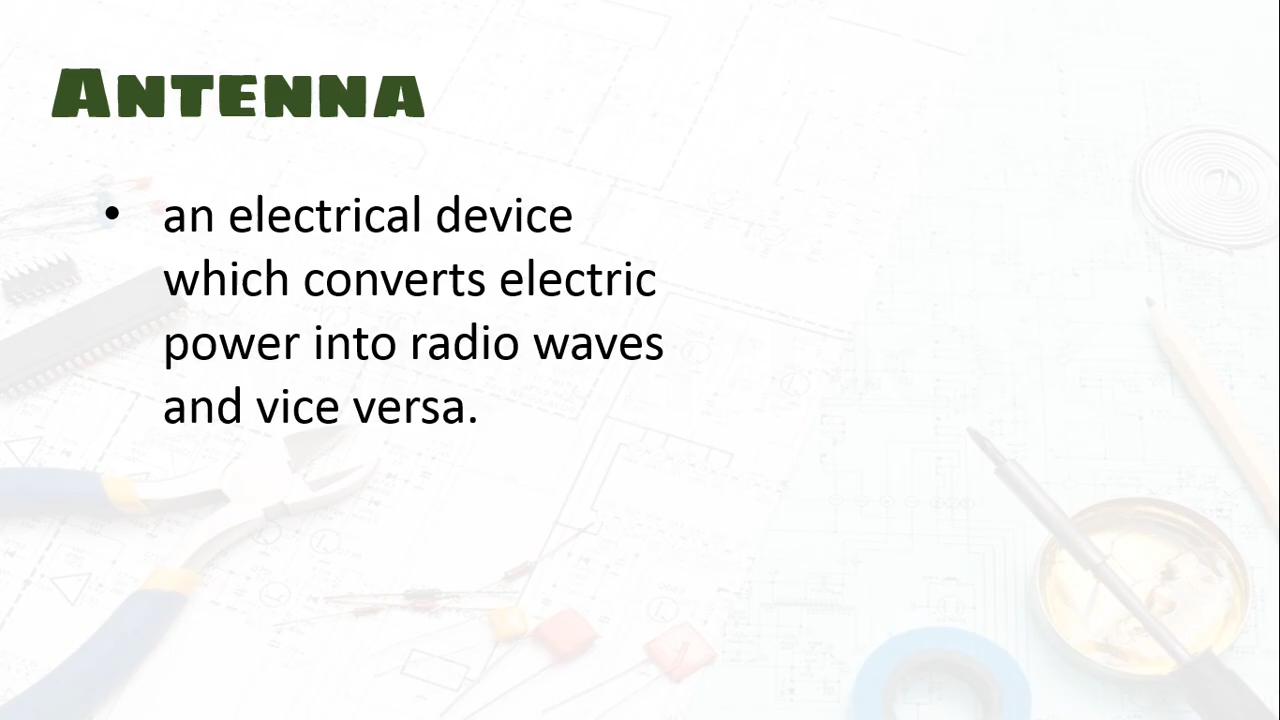 Antenna
• an electrical device
which converts electric
power into radio waves
and vice versa.